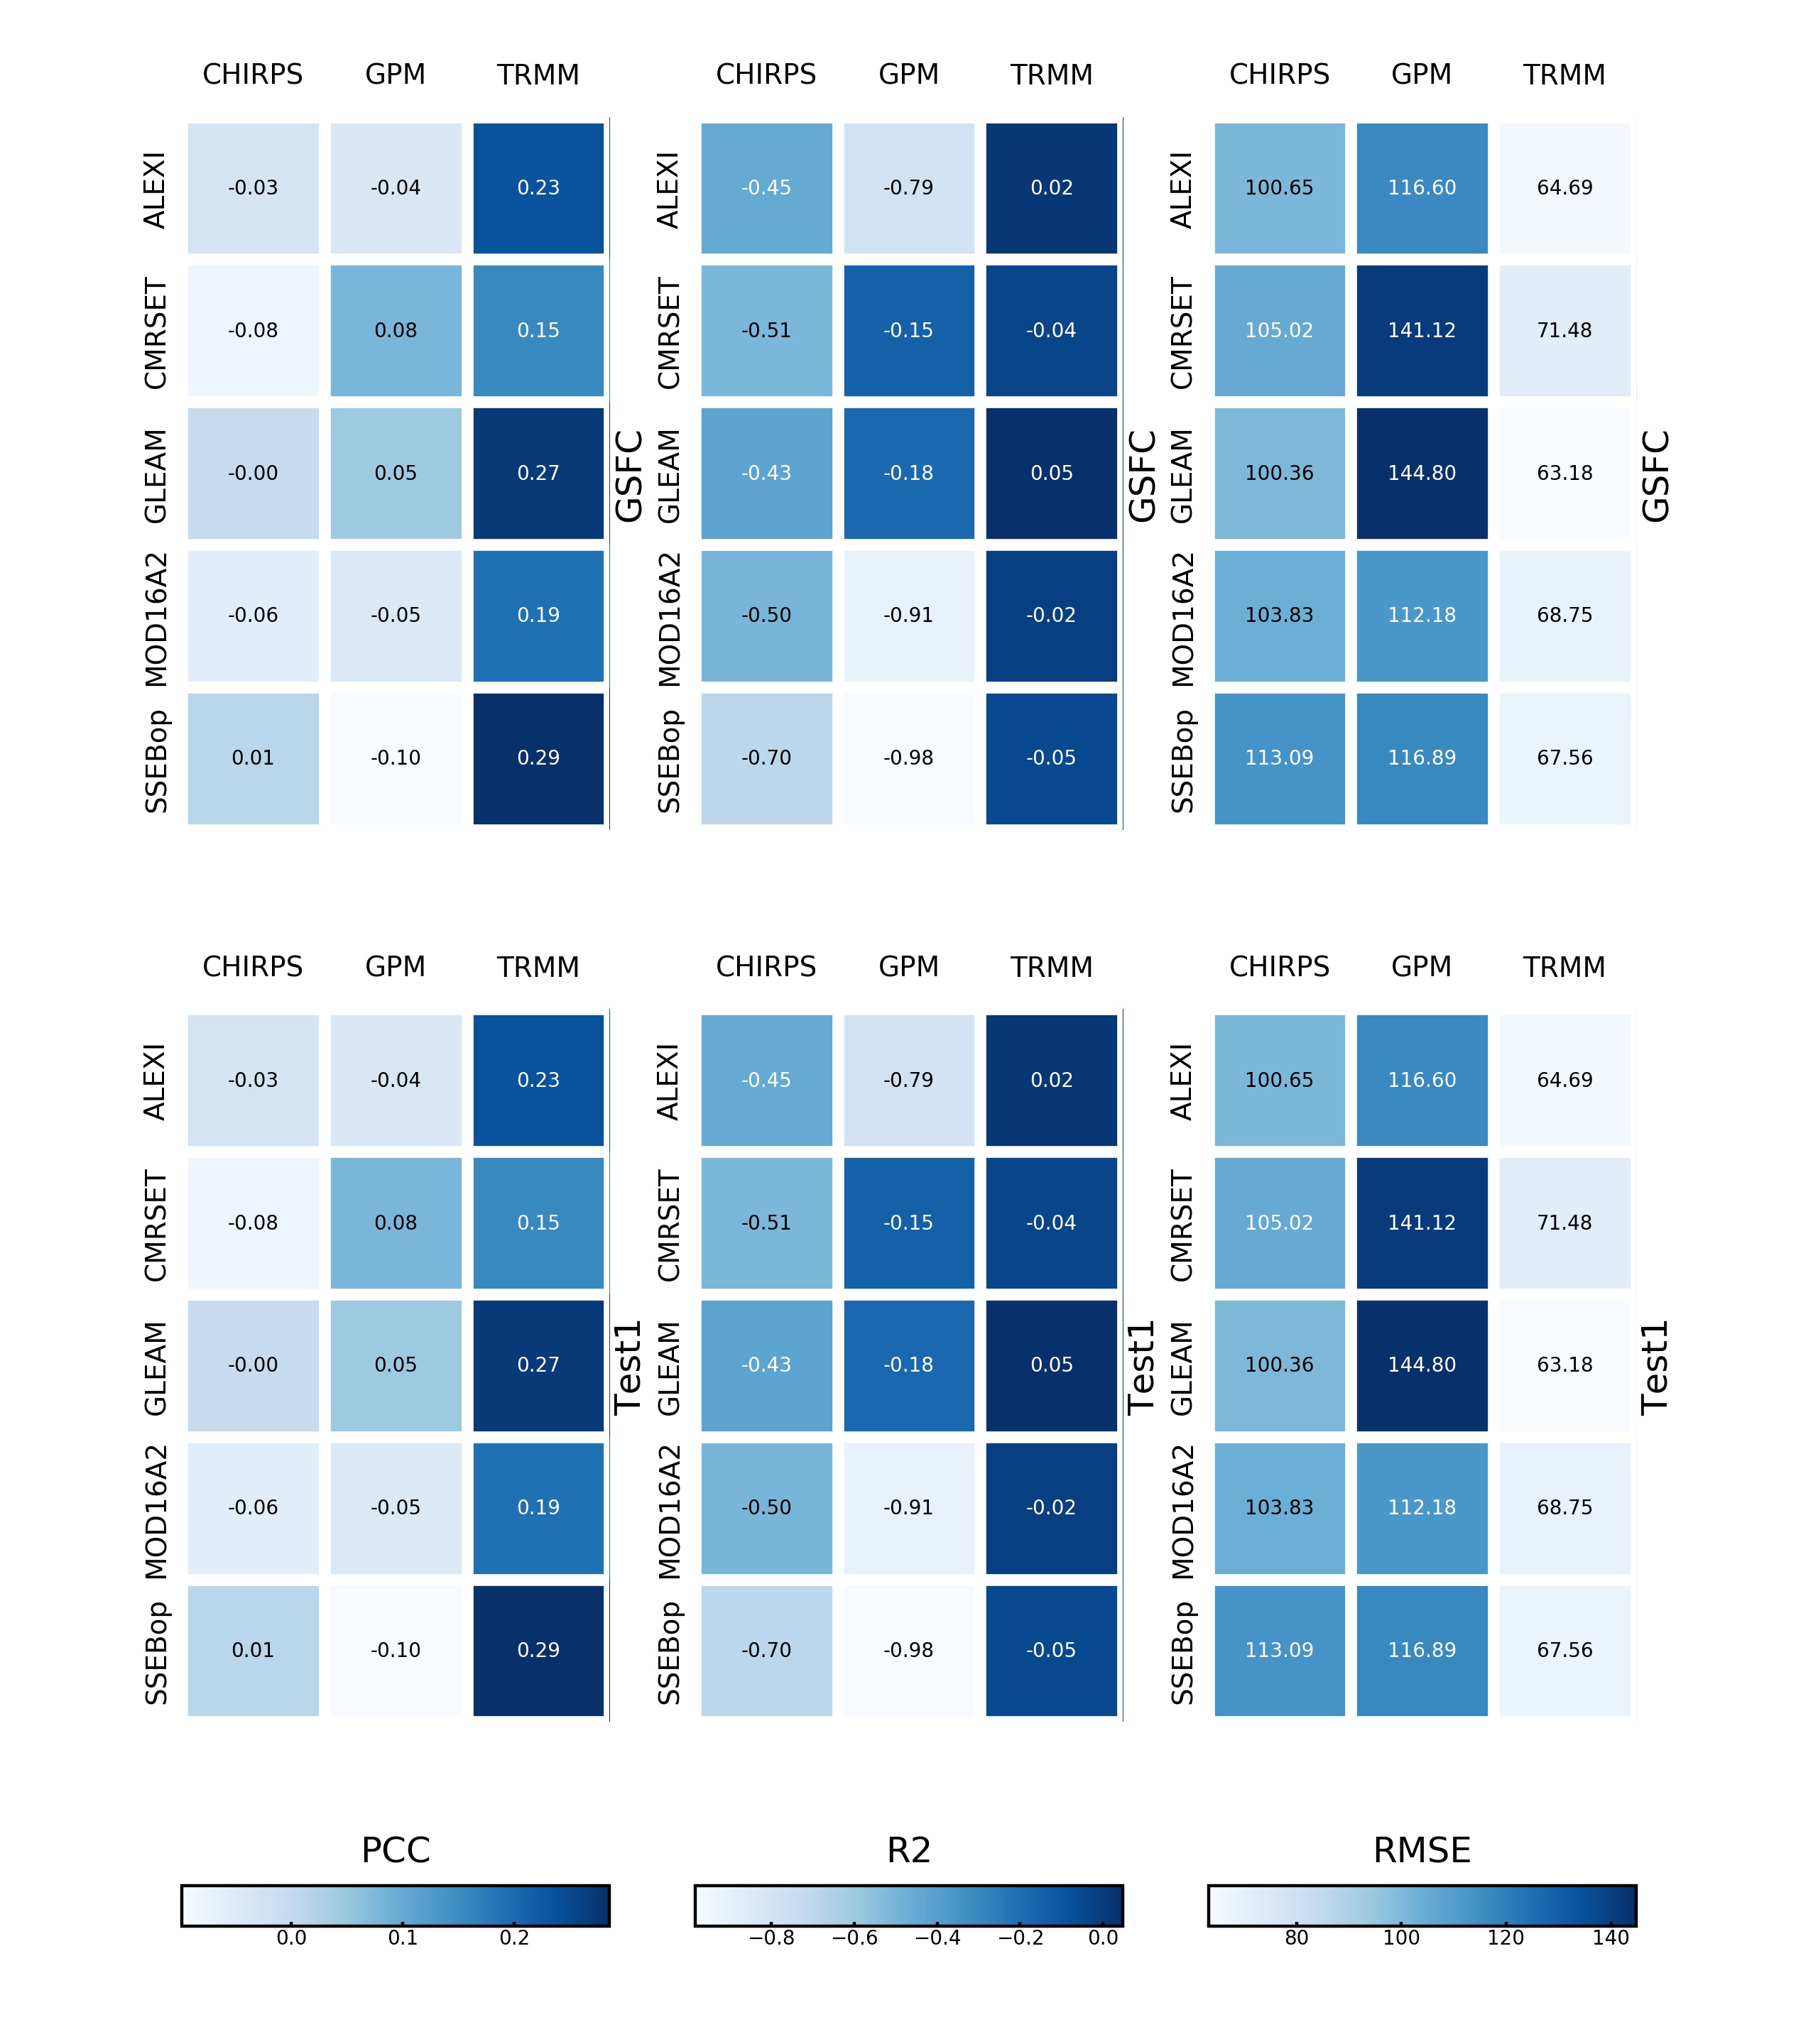 CHIRPS GPM TRMM CHIRPS GPM TRMM CHIRPS GPM TRMM
ALEXI -0.03 -0.04 0.23 ALEXI -0.45 -0.79 0.02 ALEXI 100.65 116.60 64.69
CMRSET -0.08 0.08 0.15 CMRSET -0.51 -0.15 -0.04 CMRSET 105.02 141.12 71.48
GLEAM -0.00 0.05 0.27 GSFC GLEAM -0.43 -0.18 0.05 GSFC GLEAM 100.36 144.80 63.18 GSFC
MOD16A2 -0.06 -0.05 0.19 MOD16A2 -0.50 -0.91 -0.02 MOD16A2 103.83 112.18 68.75
SSEBop 0.01 -0.10 0.29 SSEBop -0.70 -0.98 -0.05 SSEBop 113.09 116.89 67.56
CHIRPS GPM TRMM CHIRPS GPM TRMM CHIRPS GPM TRMM
ALEXI -0.03 -0.04 0.23 ALEXI -0.45 -0.79 0.02 ALEXI 100.65 116.60 64.69
CMRSET -0.08 0.08 0.15 CMRSET -0.51 -0.15 -0.04 CMRSET 105.02 141.12 71.48
GLEAM -0.00 0.05 0.27 Test1 GLEAM -0.43 -0.18 0.05 Test1 GLEAM 100.36 144.80 63.18 Test1
MOD16A2 -0.06 -0.05 0.19 MOD16A2 -0.50 -0.91 -0.02 MOD16A2 103.83 112.18 68.75
SSEBop 0.01 -0.10 0.29 SSEBop -0.70 -0.98 -0.05 SSEBop 113.09 116.89 67.56
PCC R2 RMSE
0.0 0.1 0.2 −0.8 −0.6 −0.4 −0.2 0.0 80 100 120 140